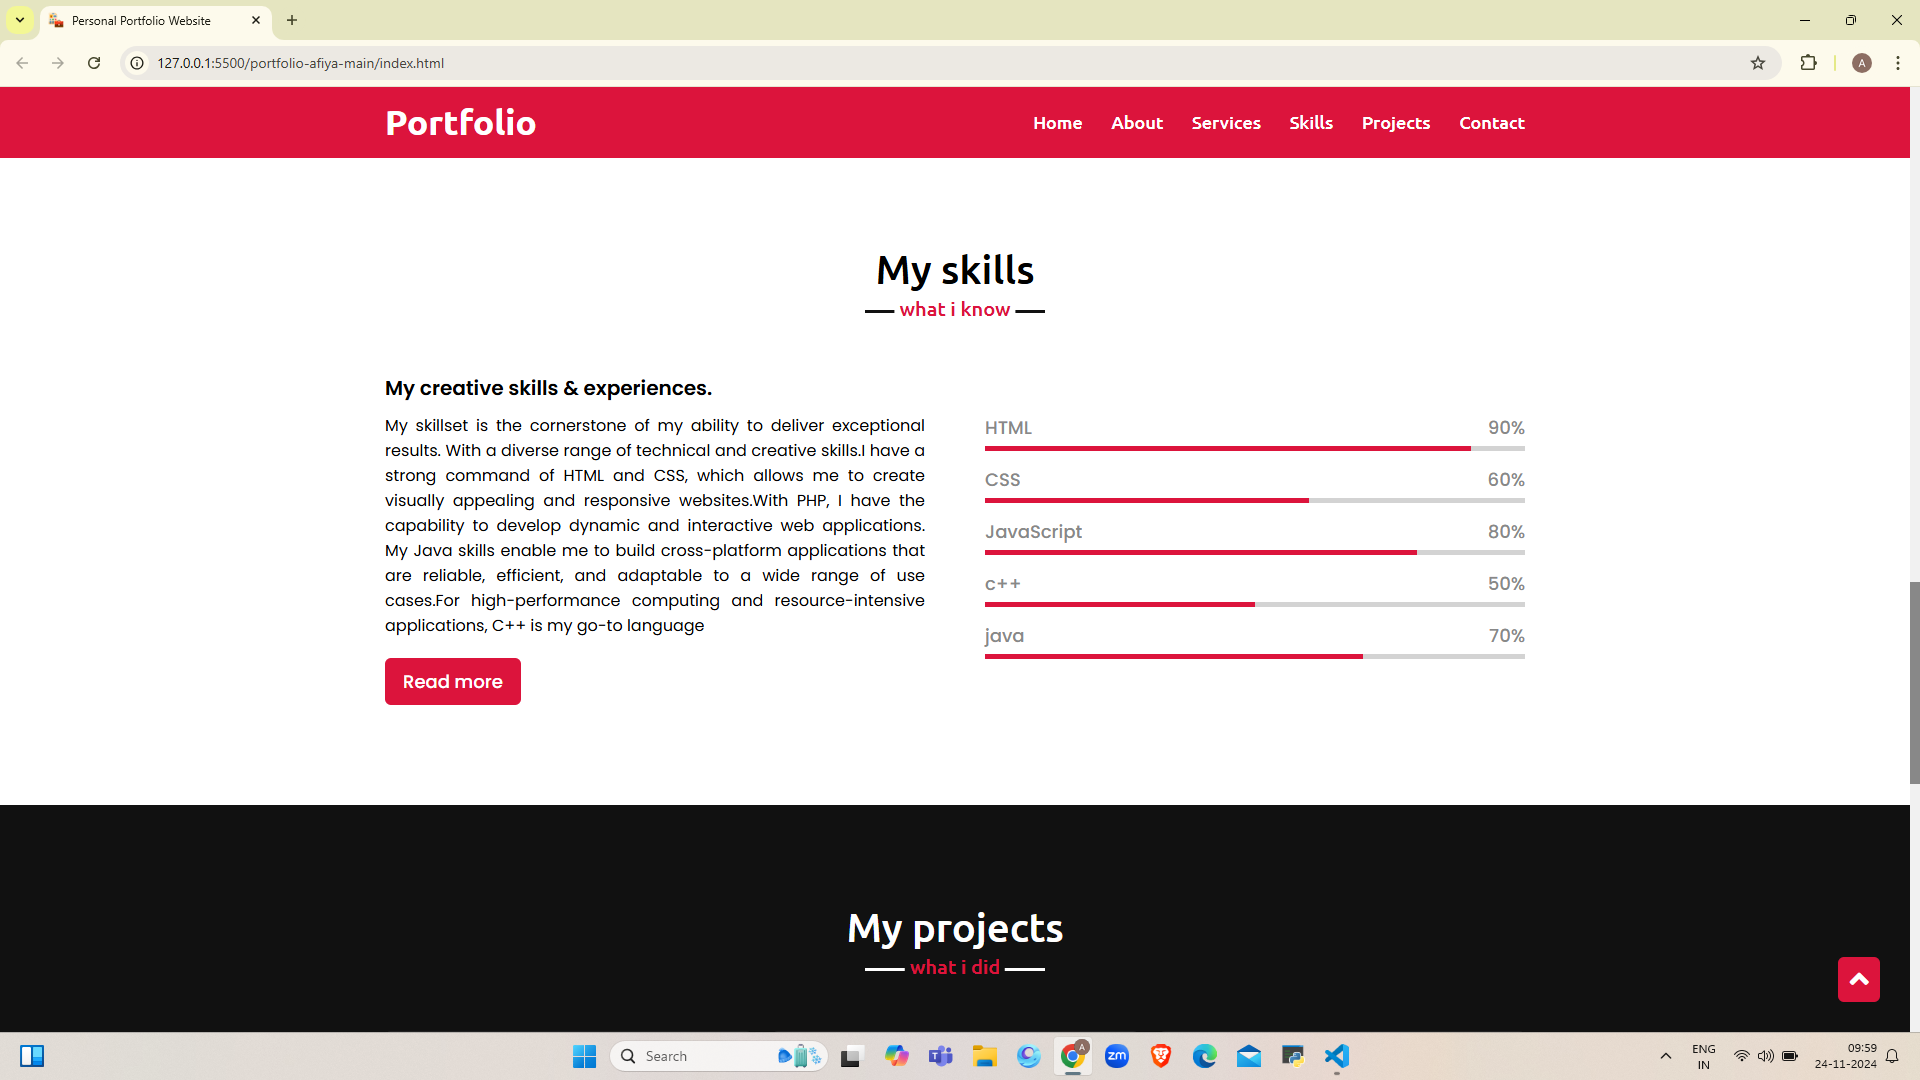 Personal Portfolio Website
127.0.0.1:5500/portfolio-afiya-main/index.html
A
Portfolio
Home About Services Skills Projects Contact
My skills
what i know
My creative skills & experiences.
My skillset is the cornerstone of my ability to deliver exceptional
results. With a diverse range of technical and creative skills.I have a
strong command of HTML and CSS, which allows me to create
visually appealing and responsive websites.With PHP, I have the
capability to develop dynamic and interactive web applications.
My Java skills enable me to build cross-platform applications that
are reliable, efficient, and adaptable to a wide range of use
cases.For high-performance computing and resource-intensive
applications, C++ is my go-to language
Read more
HTML 90%
CSS 60%
JavaScript 80%
c++ 50%
java 70%
My projects
what i did
Search
T
A
zm
ENG
IN
09:59
24-11-2024